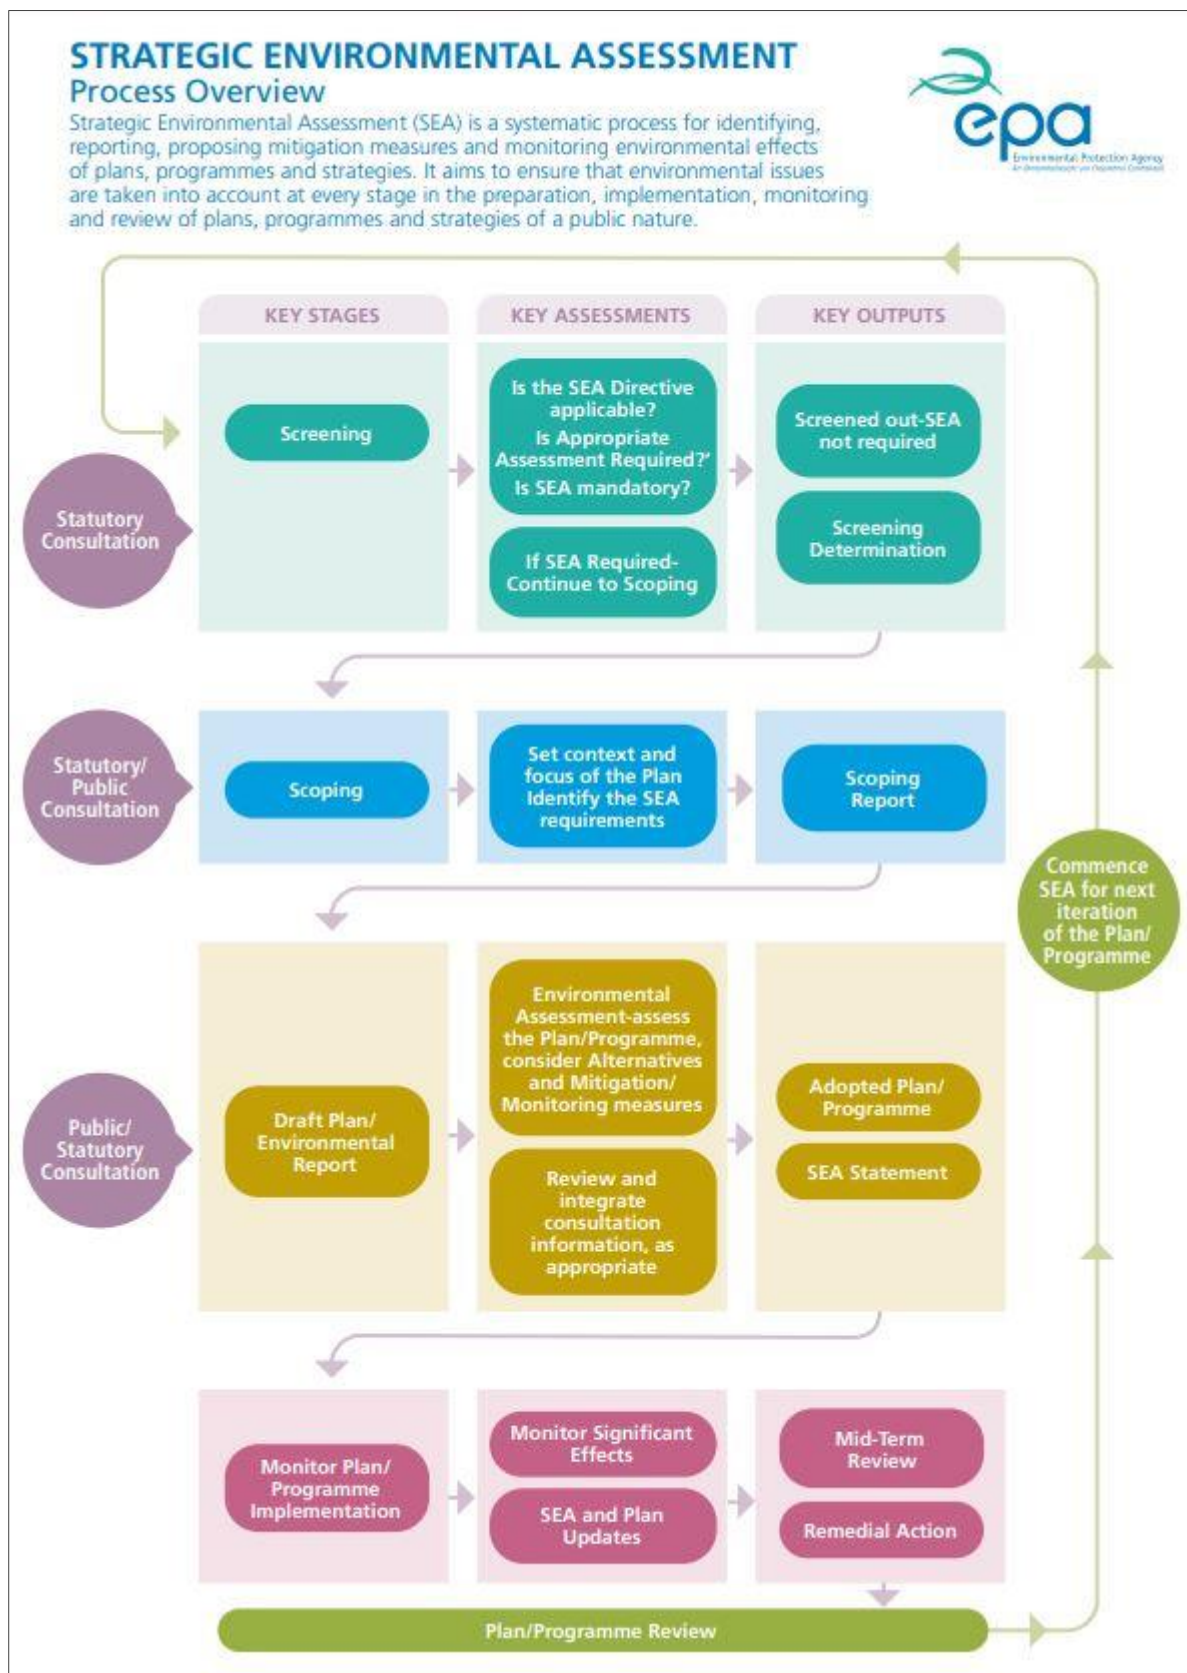 STRATEGIC ENVIRONMENTAL ASSESSMENT
Process Overview
Strategic Environmental Assessment (SEA) is a systematic process for identifying,
reporting, proposing mitigation measures and monitoring environmental effects
of plans, programmes and strategies. It aims to ensure that environmental issues
are taken into account at every stage in the preparation, implementation, monitoring
and review of plans, programmes and strategies of a public nature.
epa
Environmental Protection Agency
KEY STAGES
KEY ASSESSMENTS
KEY OUTPUTS
Statutory
Consultation
Screening
Is the SEA Directive
applicable?
Is Appropriate
Assessment Required?'
Is SEA mandatory?
If SEA Required-
Continue to Scoping
Screened out-SEA
not required
Screening
Determination
Statutory/
Public
Consultation
Scoping
Set context and
focus of the Plan
Identify the SEA
requirements
Scoping
Report
Public/
Statutory
Consultation
Draft Plan/
Environmental
Report
Environmental
Assessment-assess
the Plan/Programme,
consider Alternatives
and Mitigation/
Monitoring measures
Review and
integrate
consultation
information, as
appropriate
Adopted Plan/
Programme
SEA Statement
Monitor Plan/
Programme
Implementation
Monitor Significant
Effects
SEA and Plan
Updates
Mid-Term
Review
Remedial Action
Plan/Programme Review
Commence
SEA for next
iteration
of the Plan/
Programme